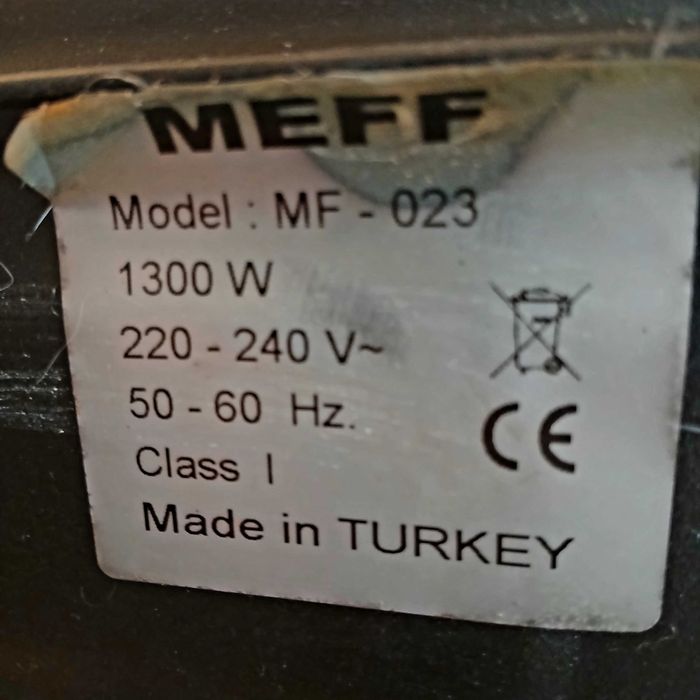 MEFF
Model : MF - 023
1300 W
220 - 240 V~
50 - 60 Hz.
Class I
CE
Made in TURKEY